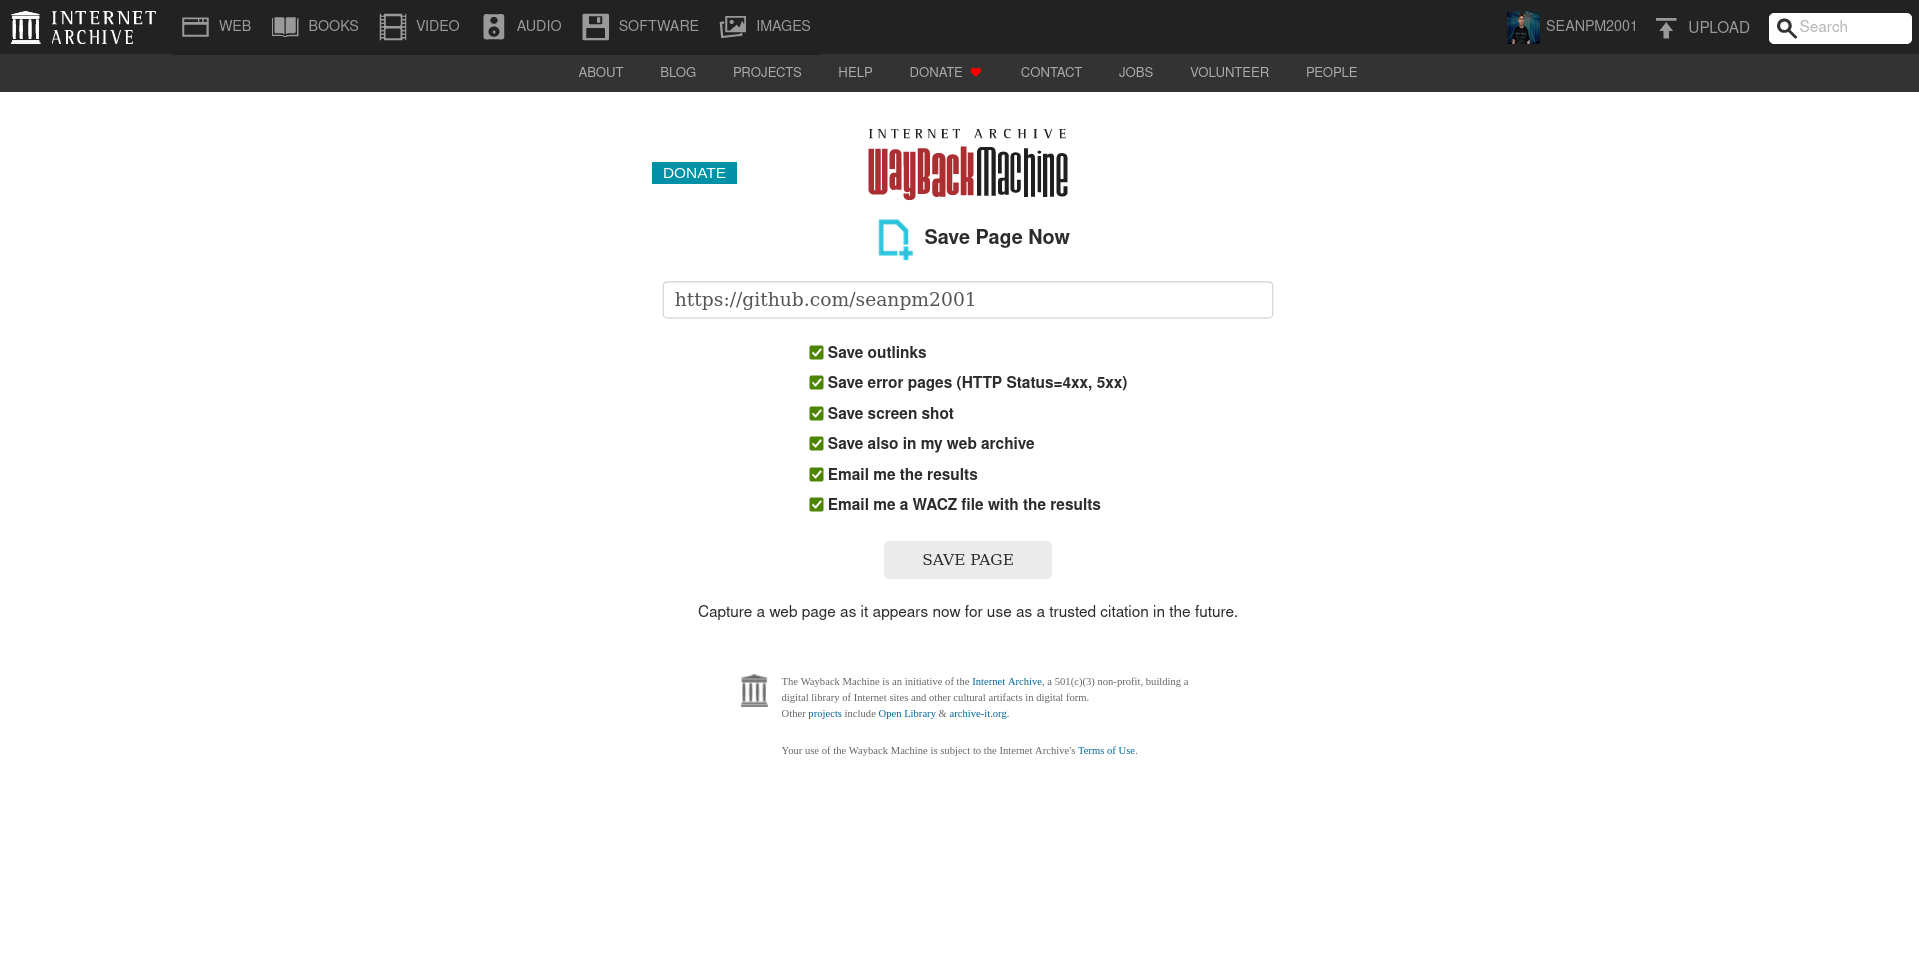 INTERNET
ARCHIVE
WEB BOOKS VIDEO AUDIO SOFTWARE IMAGES SEANPM2001 UPLOAD Search
ABOUT BLOG PROJECTS HELP DONATE CONTACT JOBS VOLUNTEER PEOPLE
INTERNET ARCHIVE
WayBackMachine
DONATE
Save Page Now
https://github.com/seanpm2001
Save outlinks
Save error pages (HTTP Status=4xx, 5xx)
Save screen shot
Save also in my web archive
Email me the results
Email me a WACZ file with the results
SAVE PAGE
Capture a web page as it appears now for use as a trusted citation in the future.
The Wayback Machine is an initiative of the Internet Archive, a 501(c)(3) non-profit, building a
digital library of Internet sites and other cultural artifacts in digital form.
Other projects include Open Library & archive-it.org.
Your use of the Wayback Machine is subject to the Internet Archive's Terms of Use.